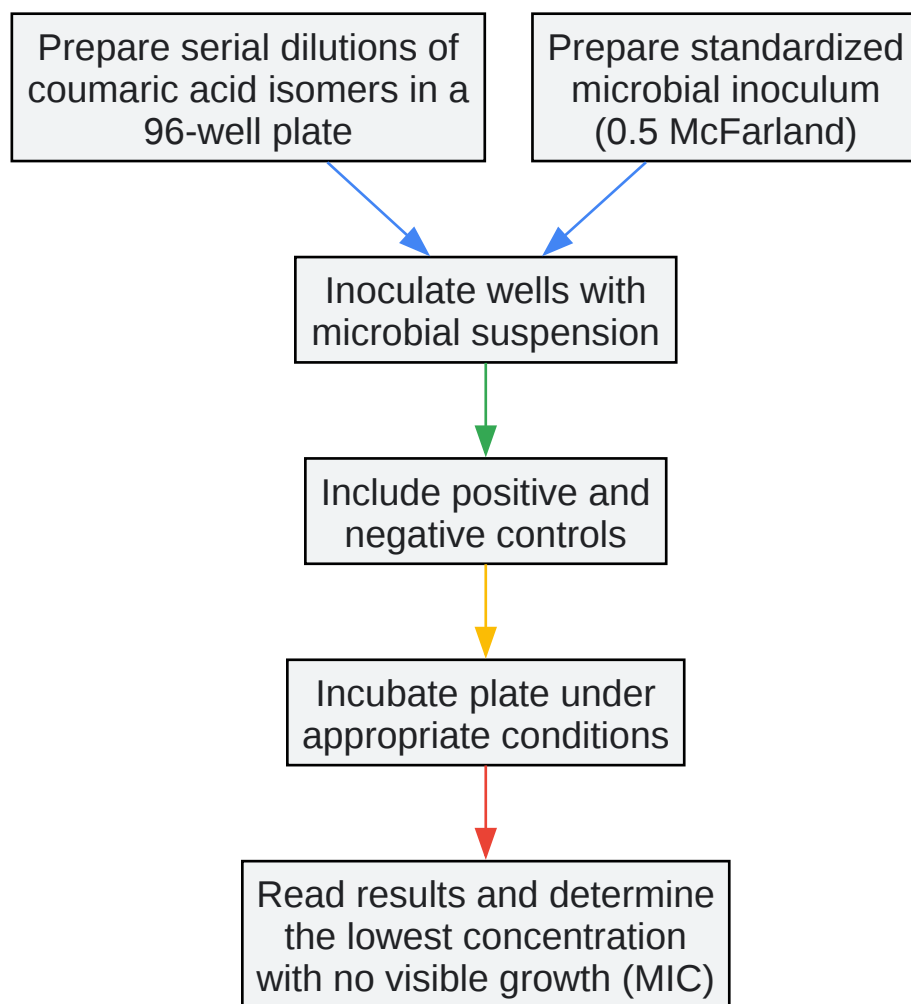 Prepare serial dilutions of
coumaric acid isomers in a
96-well plate
Prepare standardized
microbial inoculum
(0.5 McFarland)
Inoculate wells with
microbial suspension
Include positive and
negative controls
Incubate plate under
appropriate conditions
Read results and determine
the lowest concentration
with no visible growth (MIC)